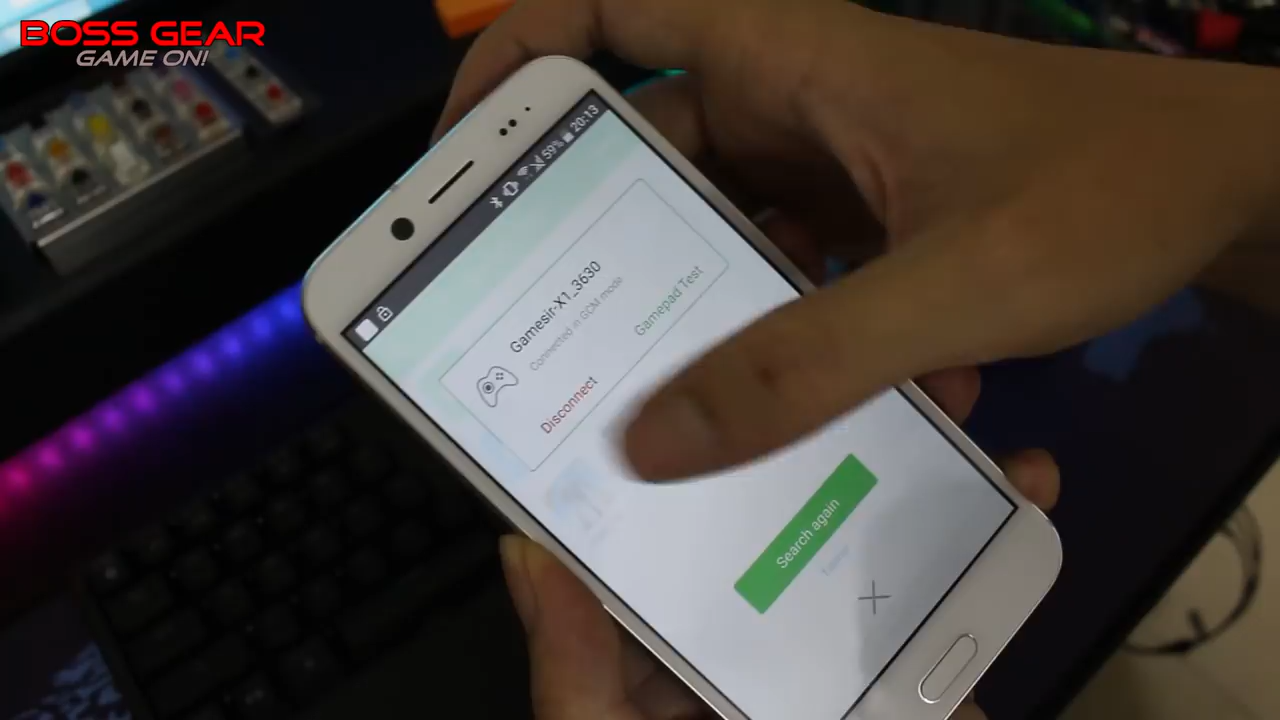 BOSS GEAR
GAME ON!
59% 20:13
Gamesir-X1_3630
Connected in GCM mode
Disconnect
Gamepad Test
Search again